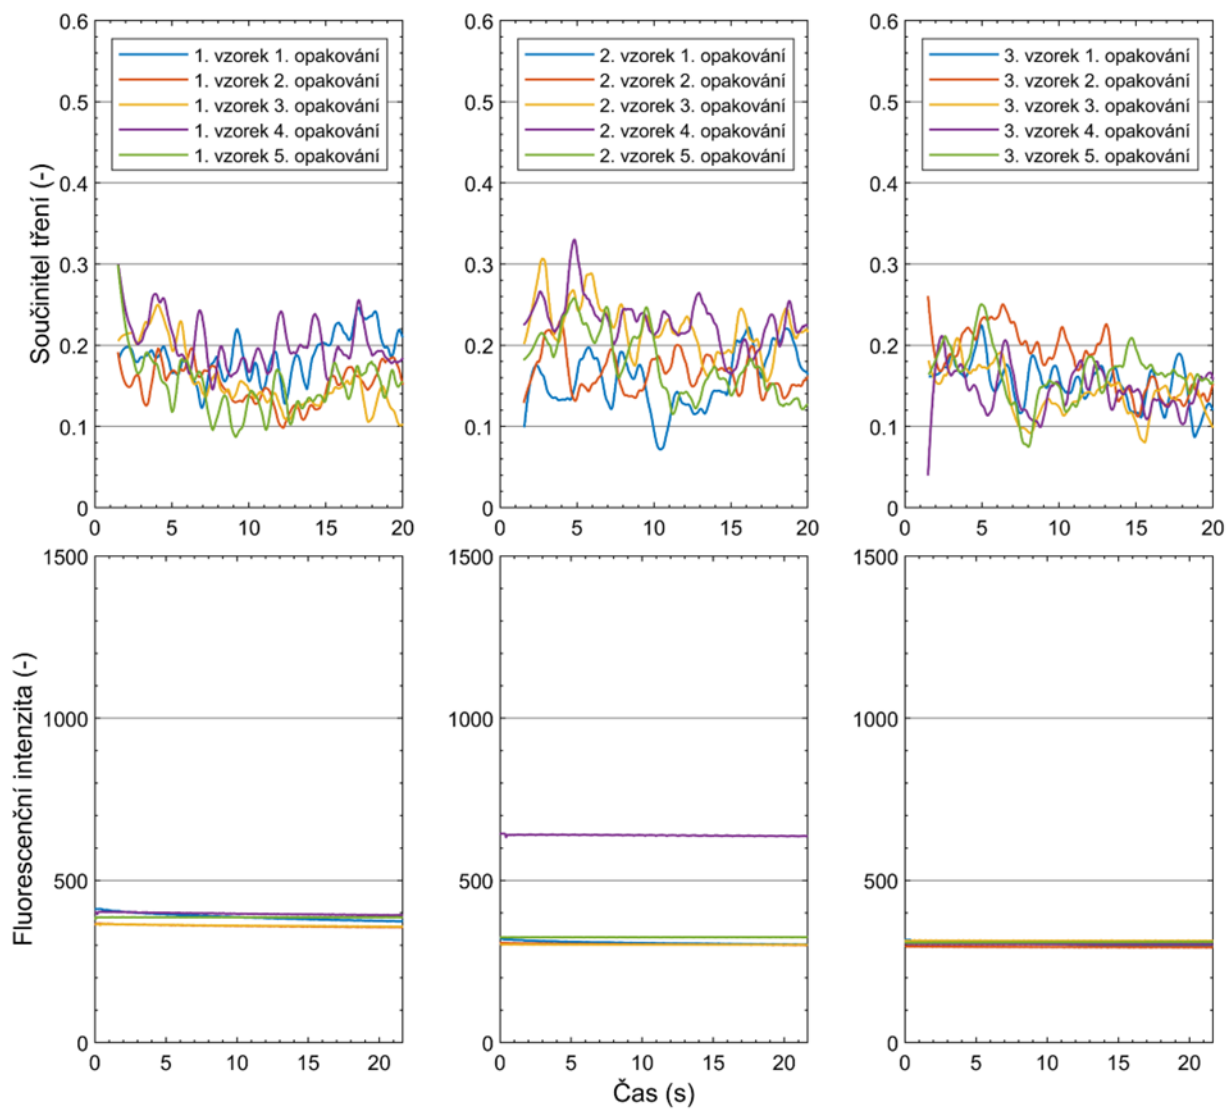 Součinitel tření (-)
0.6
0.5
0.4
0.3
0.2
0.1
0
0 5 10 15 20
1. vzorek 1. opakování
1. vzorek 2. opakování
1. vzorek 3. opakování
1. vzorek 4. opakování
1. vzorek 5. opakování
0.6
0.5
0.4
0.3
0.2
0.1
0
0 5 10 15 20
2. vzorek 1. opakování
2. vzorek 2. opakování
2. vzorek 3. opakování
2. vzorek 4. opakování
2. vzorek 5. opakování
0.6
0.5
0.4
0.3
0.2
0.1
0
0 5 10 15 20
3. vzorek 1. opakování
3. vzorek 2. opakování
3. vzorek 3. opakování
3. vzorek 4. opakování
3. vzorek 5. opakování
Fluorescenční intenzita (-)
1500
1000
500
0
0 5 10 15 20
1500
1000
500
0
0 5 10 15 20
1500
1000
500
0
0 5 10 15 20
Čas (s)